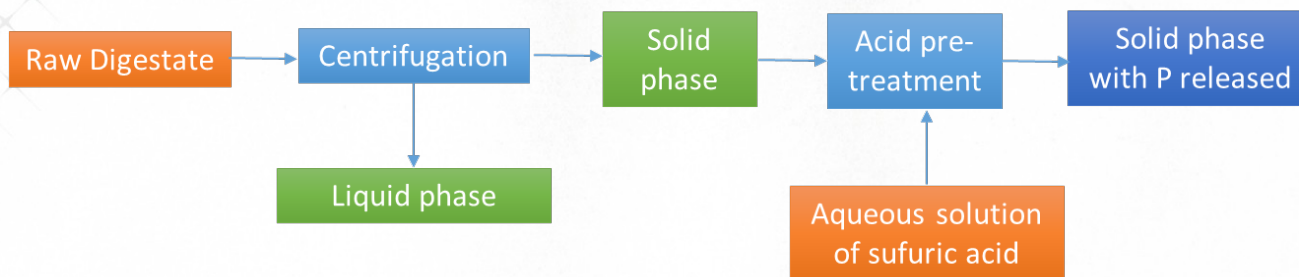 Raw Digestate
Centrifugation
Solid
phase
Acid pre-
treatment
Solid phase
with P released
Liquid phase
Aqueous solution
of sufuric acid